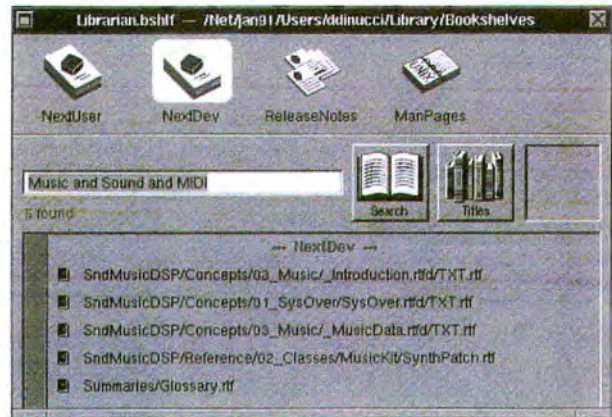 Librarian.bshlf — /Net/jan91/Users/ddinucci/Library/Bookshelves
NextUser NextDev ReleaseNotes ManPages
Music and Sound and MIDI
5 found
Search Titles
--- NextDev ---
SndMusicDSP/Concepts/03_Music/_Introduction.rtfd/TXT.rtf
SndMusicDSP/Concepts/01_SysOver/SysOver.rtfd/TXT.rtf
SndMusicDSP/Concepts/03_Music/_MusicData.rtfd/TXT.rtf
SndMusicDSP/Reference/02_Classes/MusicKit/SynthPatch.rtf
Summaries/Glossary.rtf